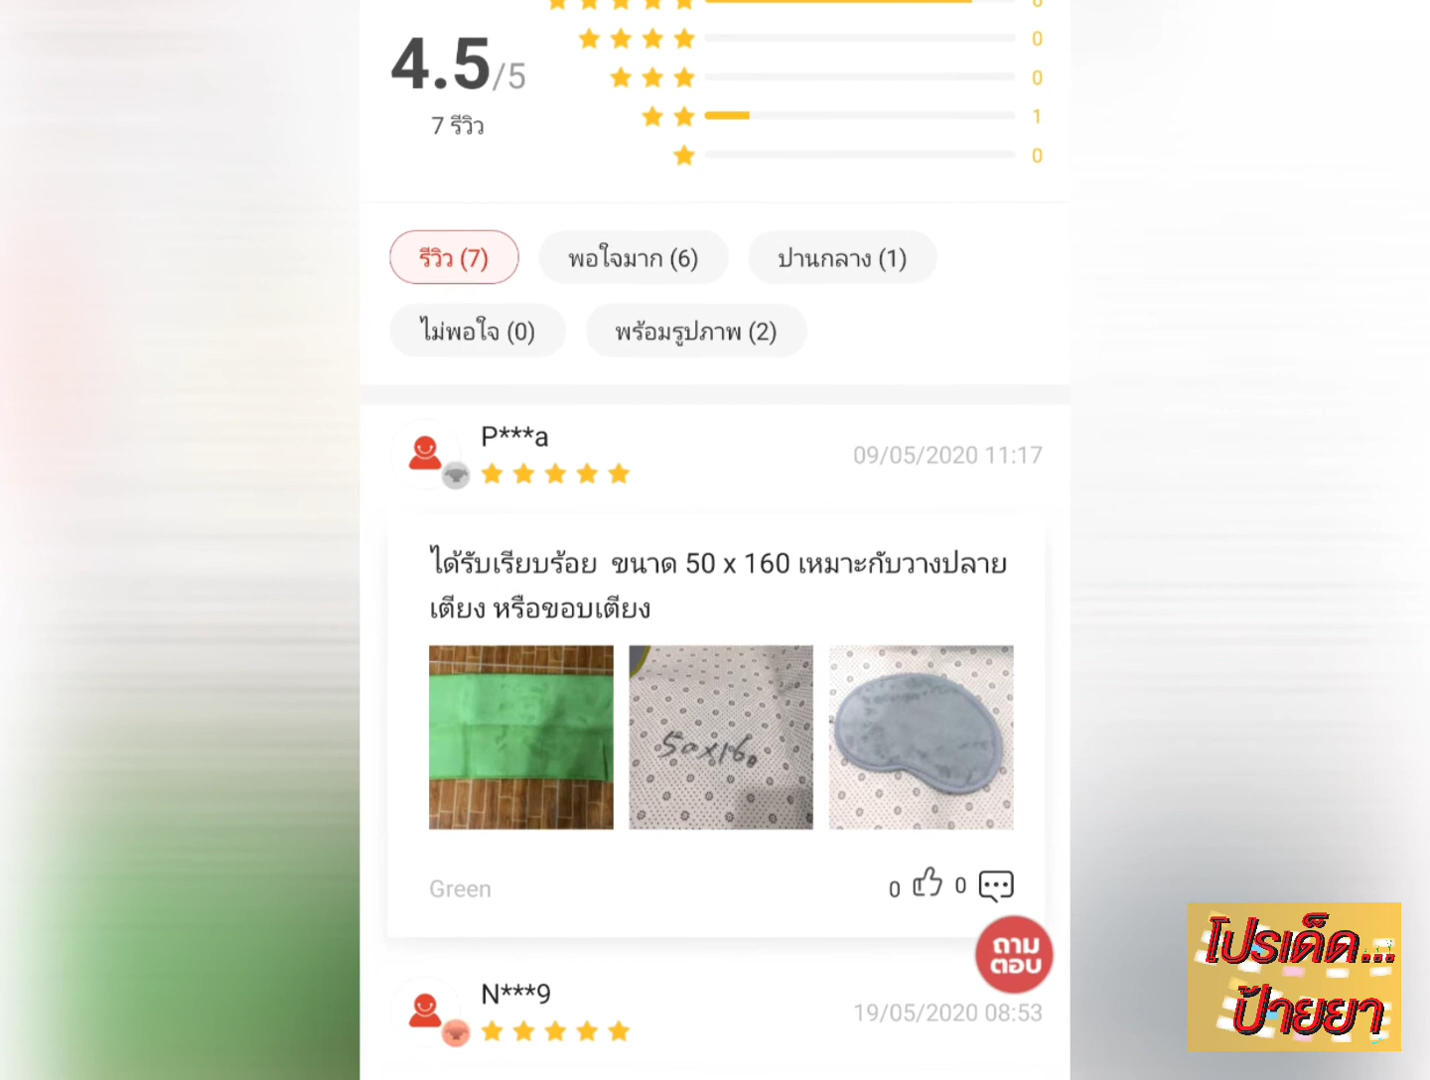 6
4.5/5
0
0
7 รีวิว
1
0
รีวิว (7)
พอใจมาก (6)
ปานกลาง (1)
ไม่พอใจ (0)
พร้อมรูปภาพ (2)
P***a
09/05/2020 11:17
ได้รับเรียบร้อย ขนาด 50 x 160 เหมาะกับวางปลาย
เตียง หรือขอบเตียง
50x160
Green
0
0
ถาม
ตอบ
N***9
19/05/2020 08:53
โปรเด็ด...
ป้ายยา